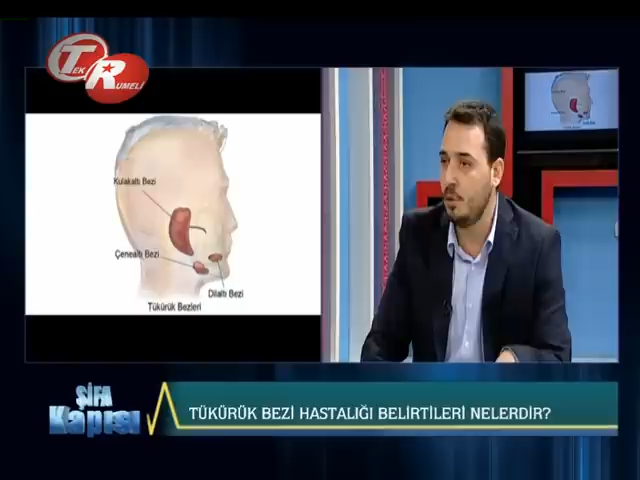 TEK
RUMELİ
Kulakaltı Bezi
Çenealtı Bezi
Dilaltı Bezi
Tükürük Bezleri
ŞİFA
Kapısı
TÜKÜRÜK BEZİ HASTALIĞI BELİRTİLERİ NELERDİR?